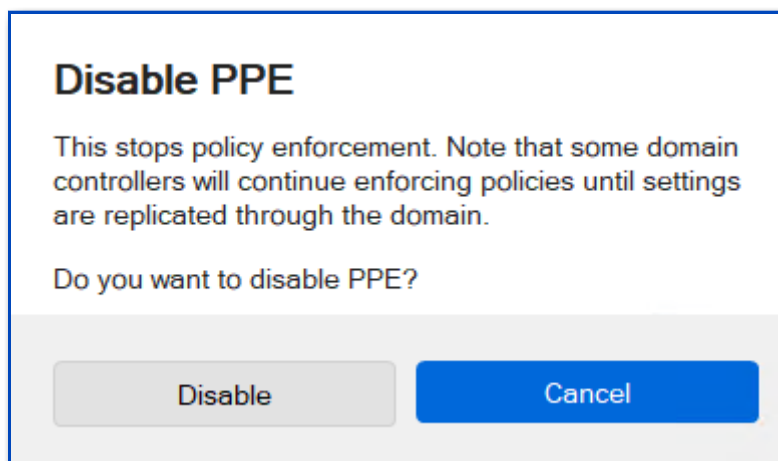 Disable PPE
This stops policy enforcement. Note that some domain
controllers will continue enforcing policies until settings
are replicated through the domain.
Do you want to disable PPE?
Disable
Cancel